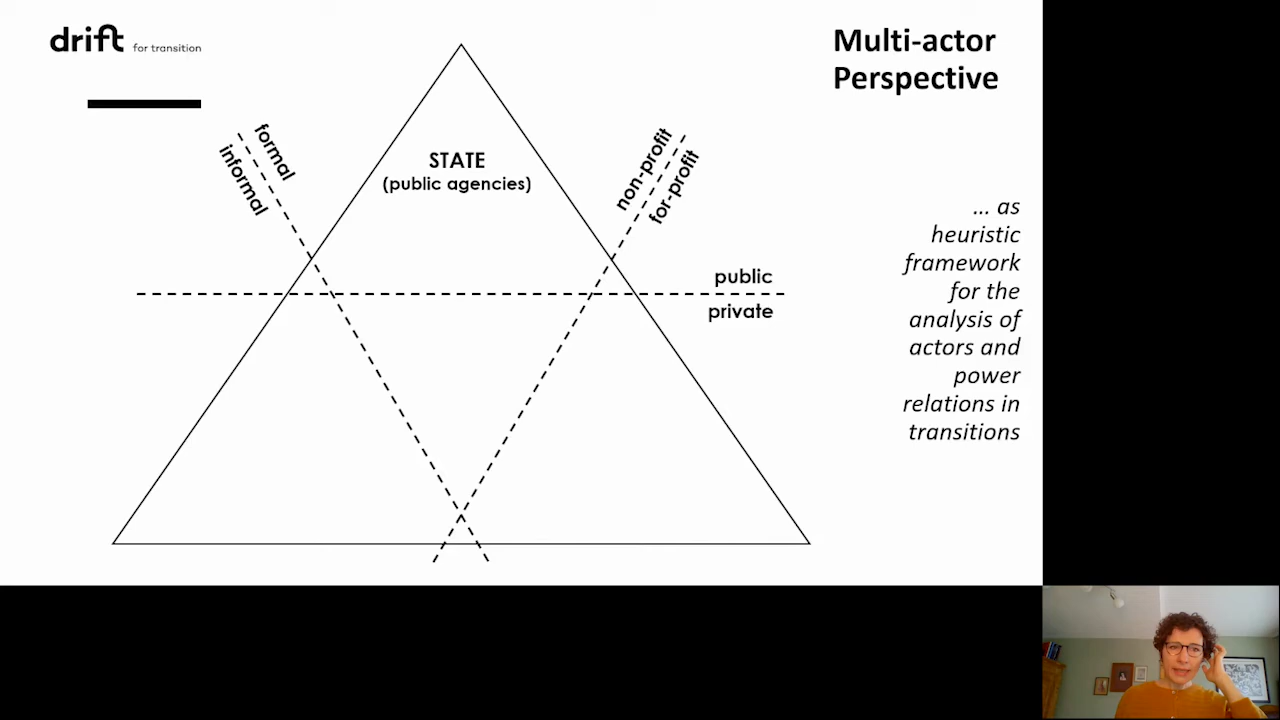 drift for transition
Multi-actor
Perspective
formal
informal
STATE
(public agencies)
non-profit
for-profit
public
private
... as
heuristic
framework
for the
analysis of
actors and
power
relations in
transitions